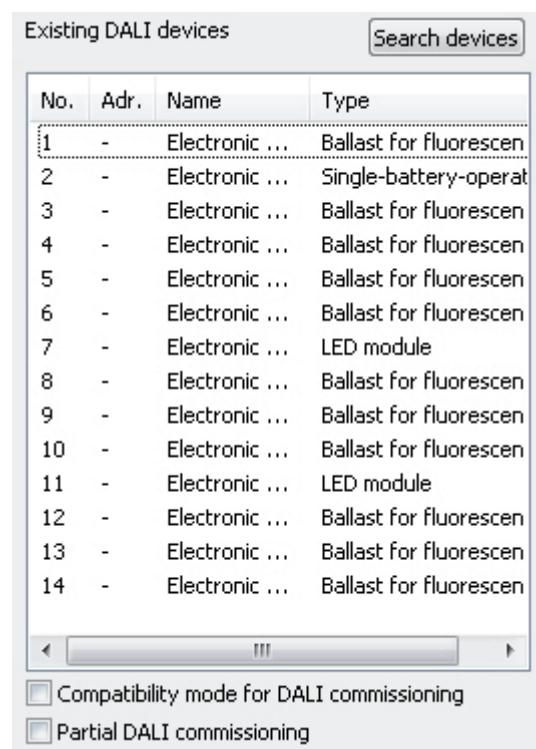 Existing DALI devices Search devices
No. Adr. Name Type
1 - Electronic ... Ballast for fluorescen
2 - Electronic ... Single-battery-operat
3 - Electronic ... Ballast for fluorescen
4 - Electronic ... Ballast for fluorescen
5 - Electronic ... Ballast for fluorescen
6 - Electronic ... Ballast for fluorescen
7 - Electronic ... LED module
8 - Electronic ... Ballast for fluorescen
9 - Electronic ... Ballast for fluorescen
10 - Electronic ... Ballast for fluorescen
11 - Electronic ... LED module
12 - Electronic ... Ballast for fluorescen
13 - Electronic ... Ballast for fluorescen
14 - Electronic ... Ballast for fluorescen
Compatibility mode for DALI commissioning
Partial DALI commissioning